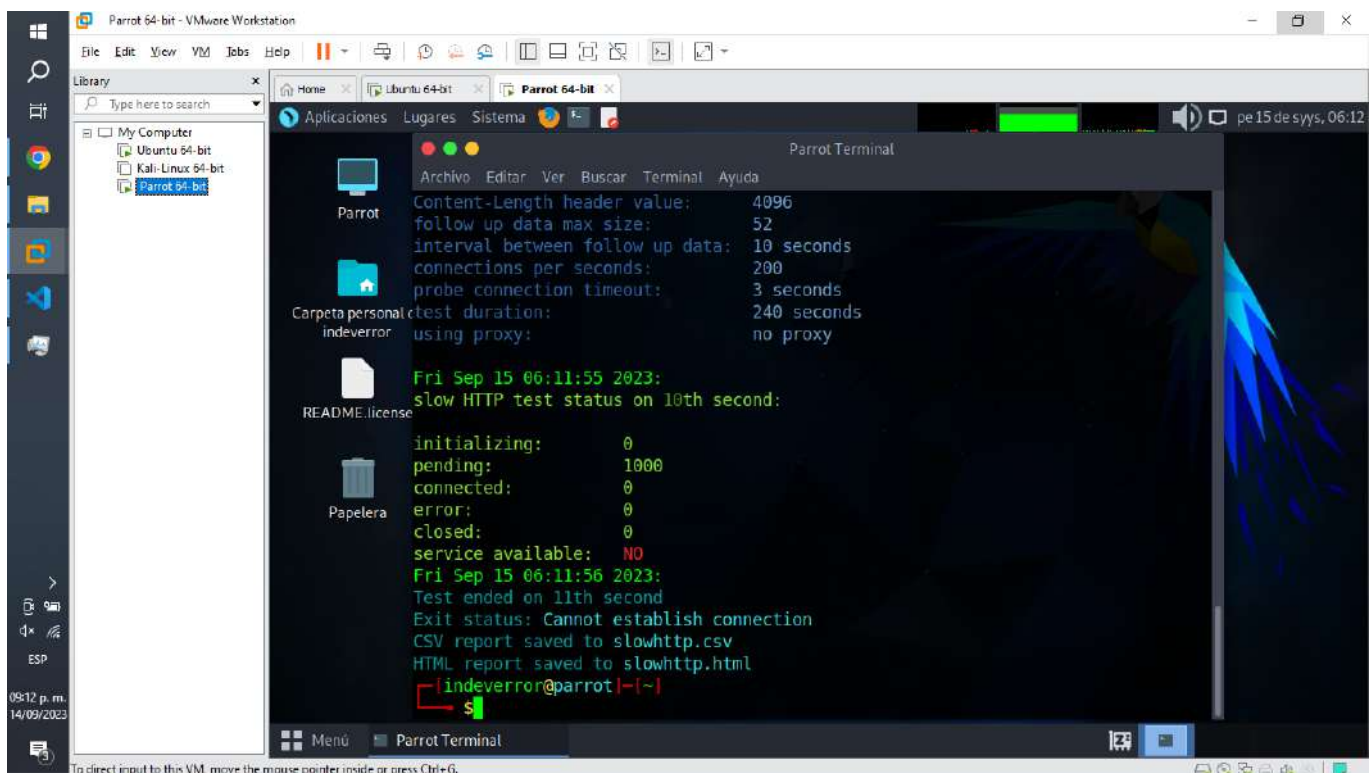 Parrot 64-bit - VMware Workstation
File Edit View VM Tabs Help
Library
Type here to search
My Computer
Ubuntu 64-bit
Kali-Linux 64-bit
Parrot 64-bit
Home Ubuntu 64-bit Parrot 64-bit
Aplicaciones Lugares Sistema pe 15 de syys, 06:12
Parrot Terminal
Archivo Editar Ver Buscar Terminal Ayuda
Parrot
Carpeta personal
indeverror
README.license
Papelera
Content-Length header value: 4096
follow up data max size: 52
interval between follow up data: 10 seconds
connections per seconds: 200
probe connection timeout: 3 seconds
test duration: 240 seconds
using proxy: no proxy
Fri Sep 15 06:11:55 2023:
slow HTTP test status on 10th second:
initializing: 0
pending: 1000
connected: 0
error: 0
closed: 0
service available: NO
Fri Sep 15 06:11:56 2023:
Test ended on 11th second
Exit status: Cannot establish connection
CSV report saved to slowhttp.csv
HTML report saved to slowhttp.html
[indeverror@parrot]-[~]
$
Menú Parrot Terminal
ESP
09:12 p. m.
14/09/2023
To direct input to this VM, move the mouse pointer inside or press Ctrl+G.